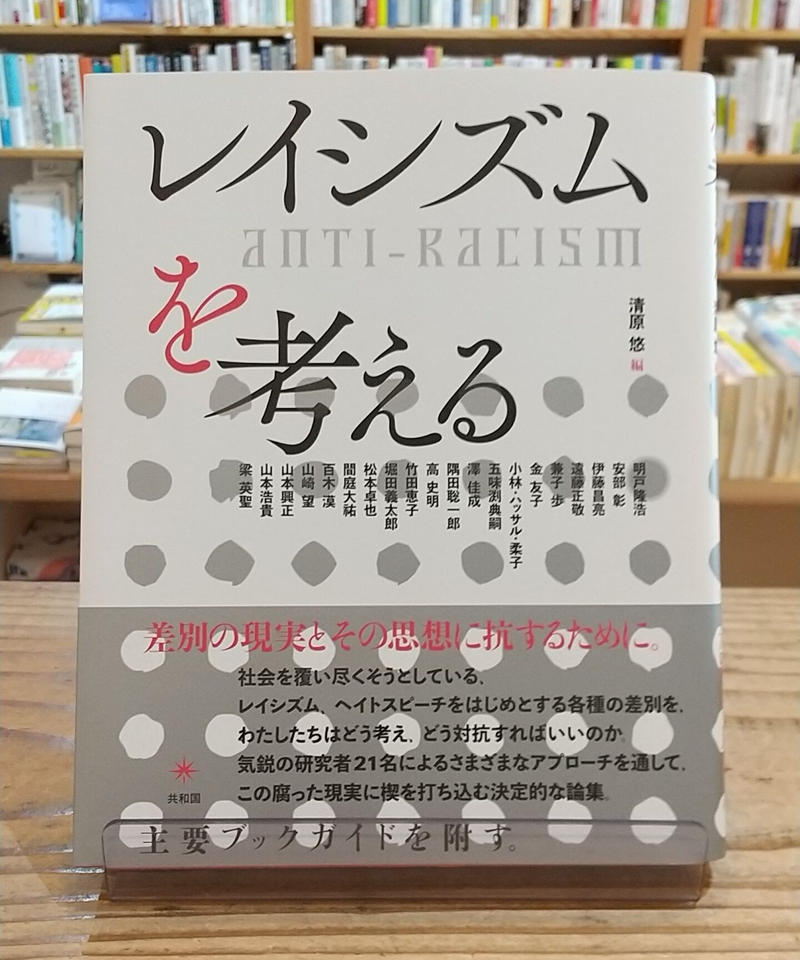 レイシズム
ANTI-RACISM
を考える
清原 悠 編
明戸隆浩
安部 彰
伊藤昌亮
遠藤正敬
兼子 歩
金 友子
小林・ハッサル・柔子
五味渕典嗣
澤 佳成
隅田聡一郎
高 史明
竹田恵子
堀田義太郎
松本卓也
間庭大祐
百木 漠
山崎 望
山本興正
山本浩貴
梁 英聖
差別の現実とその思想に抗するために。
社会を覆い尽くそうとしている、
レイシズム、ヘイトスピーチをはじめとする各種の差別を、
わたしたちはどう考え、どう対抗すればいいのか。
気鋭の研究者21名によるさまざまなアプローチを通して、
この腐った現実に楔を打ち込む決定的な論集。
共和国
主要ブックガイドを附す。